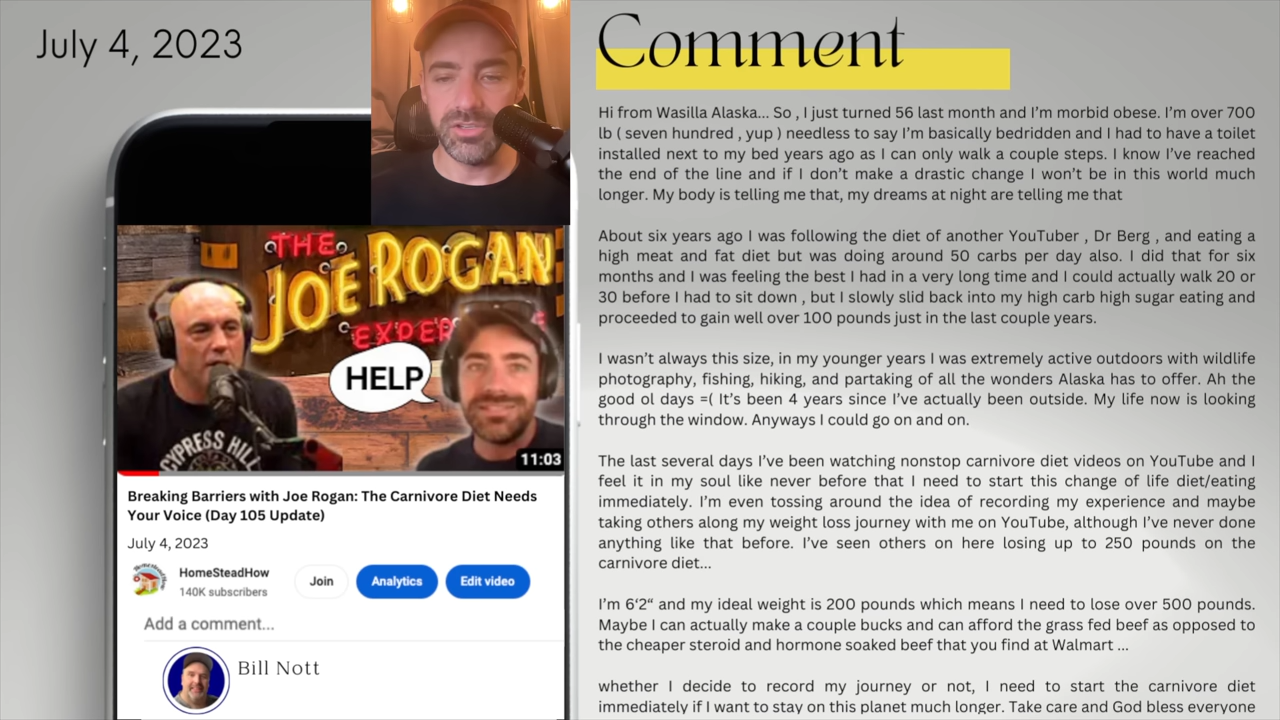 July 4, 2023
THE
JOE ROGAN
EXPERIENCE
HELP
CYPRESS HILL
11:03
Breaking Barriers with Joe Rogan: The Carnivore Diet Needs
Your Voice (Day 105 Update)
July 4, 2023
HomeSteadHow
140K subscribers
Join
Analytics
Edit video
Add a comment...
Bill Nott
Comment
Hi from Wasilla Alaska... So , I just turned 56 last month and I’m morbid obese. I’m over 700
lb ( seven hundred , yup ) needless to say I’m basically bedridden and I had to have a toilet
installed next to my bed years ago as I can only walk a couple steps. I know I’ve reached
the end of the line and if I don’t make a drastic change I won’t be in this world much
longer. My body is telling me that, my dreams at night are telling me that
About six years ago I was following the diet of another YouTuber , Dr Berg , and eating a
high meat and fat diet but was doing around 50 carbs per day also. I did that for six
months and I was feeling the best I had in a very long time and I could actually walk 20 or
30 before I had to sit down , but I slowly slid back into my high carb high sugar eating and
proceeded to gain well over 100 pounds just in the last couple years.
I wasn’t always this size, in my younger years I was extremely active outdoors with wildlife
photography, fishing, hiking, and partaking of all the wonders Alaska has to offer. Ah the
good ol days =( It’s been 4 years since I’ve actually been outside. My life now is looking
through the window. Anyways I could go on and on.
The last several days I’ve been watching nonstop carnivore diet videos on YouTube and I
feel it in my soul like never before that I need to start this change of life diet/eating
immediately. I’m even tossing around the idea of recording my experience and maybe
taking others along my weight loss journey with me on YouTube, although I’ve never done
anything like that before. I’ve seen others on here losing up to 250 pounds on the
carnivore diet...
I’m 6‘2“ and my ideal weight is 200 pounds which means I need to lose over 500 pounds.
Maybe I can actually make a couple bucks and can afford the grass fed beef as opposed to
the cheaper steroid and hormone soaked beef that you find at Walmart ...
whether I decide to record my journey or not, I need to start the carnivore diet
immediately if I want to stay on this planet much longer. Take care and God bless everyone